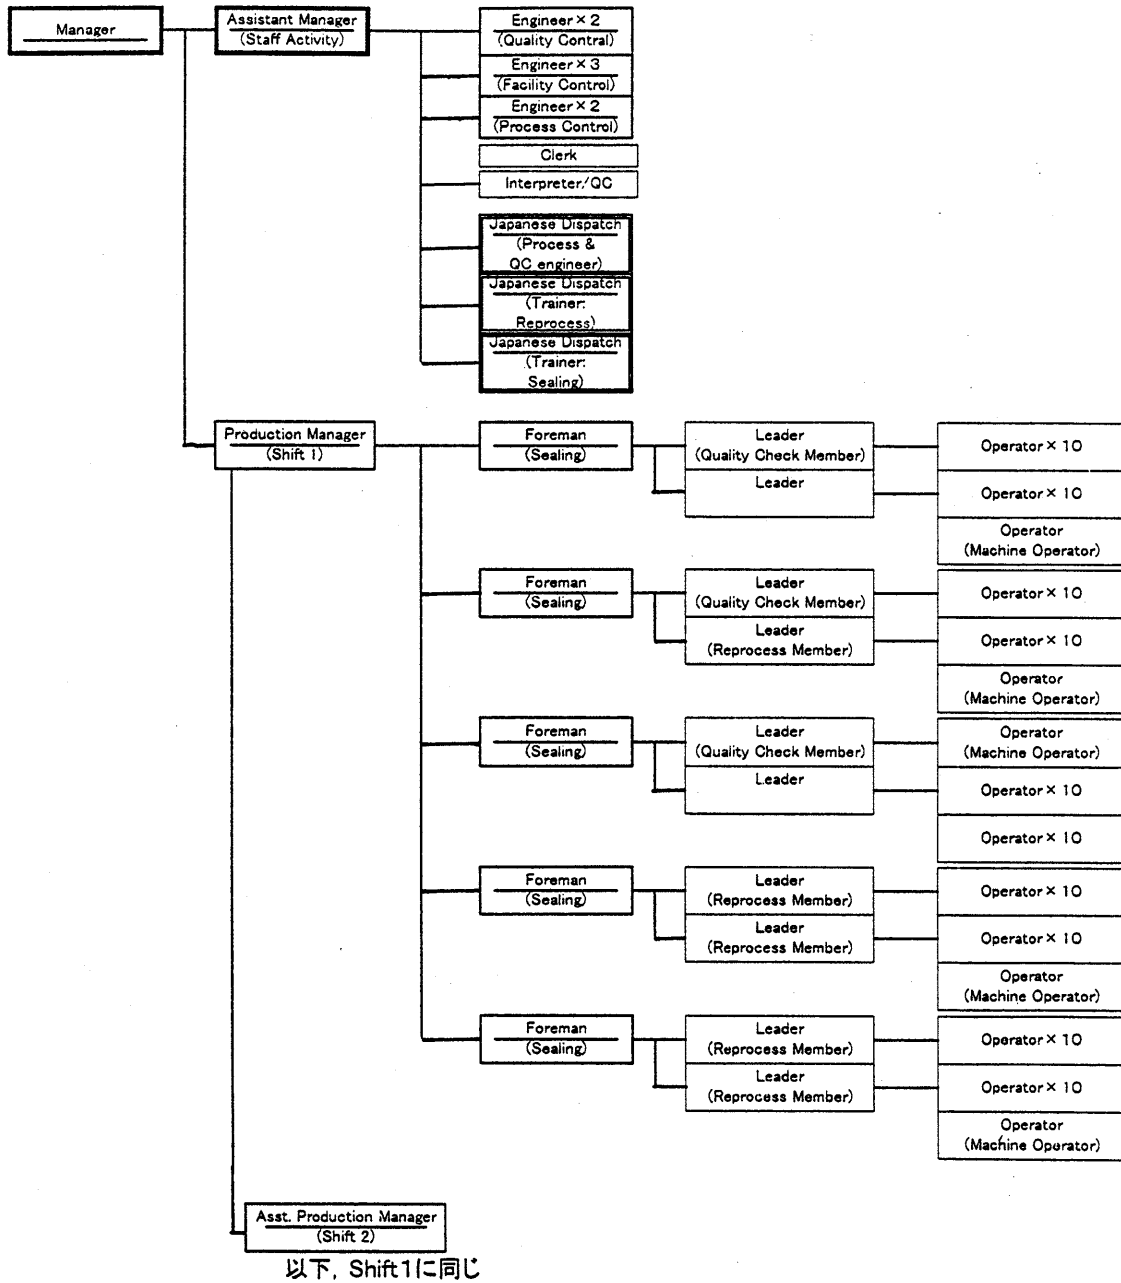 Manager
Assistant Manager
(Staff Activity)
Engineer × 2
(Quality Contral)
Engineer × 3
(Facility Control)
Engineer × 2
(Process Control)
Clerk
Interpreter/QC
Japanese Dispatch
(Process &
QC engineer)
Japanese Dispatch
(Trainer:
Reprocess)
Japanese Dispatch
(Trainer:
Sealing)
Production Manager
(Shift 1)
Foreman
(Sealing)
Leader
(Quality Check Member)
Operator × 10
Leader
Operator × 10
Operator
(Machine Operator)
Foreman
(Sealing)
Leader
(Quality Check Member)
Operator × 10
Leader
(Reprocess Member)
Operator × 10
Operator
(Machine Operator)
Foreman
(Sealing)
Leader
(Quality Check Member)
Operator
(Machine Operator)
Leader
Operator × 10
Operator × 10
Foreman
(Sealing)
Leader
(Reprocess Member)
Operator × 10
Leader
(Reprocess Member)
Operator × 10
Operator
(Machine Operator)
Foreman
(Sealing)
Leader
(Reprocess Member)
Operator × 10
Leader
(Reprocess Member)
Operator × 10
Operator
(Machine Operator)
Asst. Production Manager
(Shift 2)
以下, Shift1に同じ